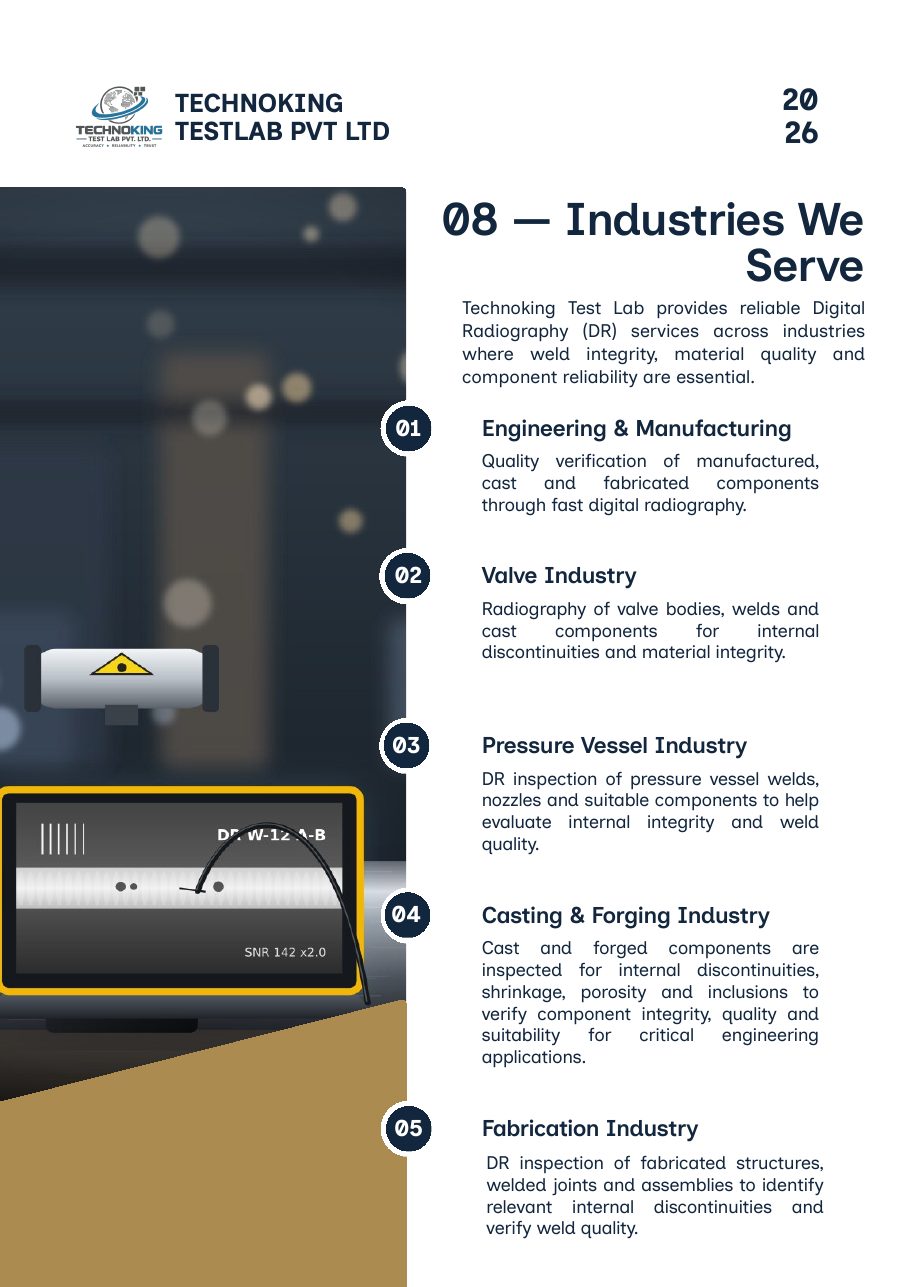 TECHNOKING
TEST LAB PVT. LTD.
ACCURACY • RELIABILITY • TRUST
TECHNOKING
TESTLAB PVT LTD
20
26
08 — Industries We
Serve
Technoking Test Lab provides reliable Digital
Radiography (DR) services across industries
where weld integrity, material quality and
component reliability are essential.
01
Engineering & Manufacturing
Quality verification of manufactured,
cast and fabricated components
through fast digital radiography.
02
Valve Industry
Radiography of valve bodies, welds and
cast components for internal
discontinuities and material integrity.
03
Pressure Vessel Industry
DR inspection of pressure vessel welds,
nozzles and suitable components to help
evaluate internal integrity and weld
quality.
DR W-12 A-B
SNR 142 x2.0
04
Casting & Forging Industry
Cast and forged components are
inspected for internal discontinuities,
shrinkage, porosity and inclusions to
verify component integrity, quality and
suitability for critical engineering
applications.
05
Fabrication Industry
DR inspection of fabricated structures,
welded joints and assemblies to identify
relevant internal discontinuities and
verify weld quality.